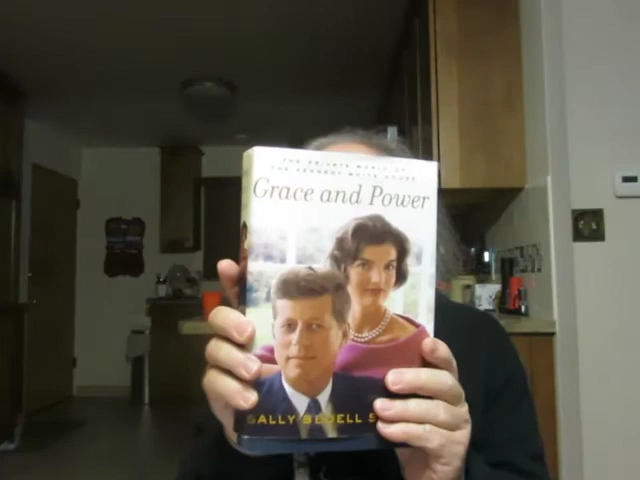 THE PRIVATE WORLD OF
THE KENNEDY WHITE HOUSE
Grace and Power
SALLY BEDELL S